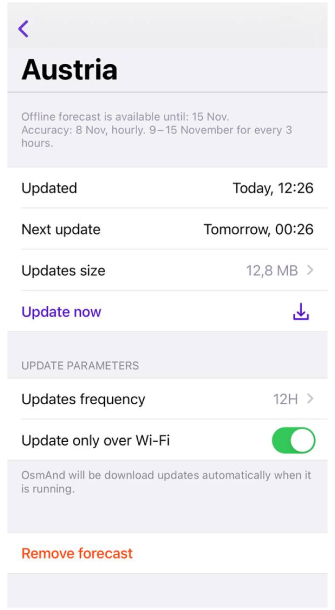 Austria
Offline forecast is available until: 15 Nov.
Accuracy: 8 Nov, hourly. 9–15 November for every 3
hours.
Updated Today, 12:26
Next update Tomorrow, 00:26
Updates size 12,8 MB
Update now
UPDATE PARAMETERS
Updates frequency 12H
Update only over Wi-Fi
OsmAnd will be download updates automatically when it
is running.
Remove forecast